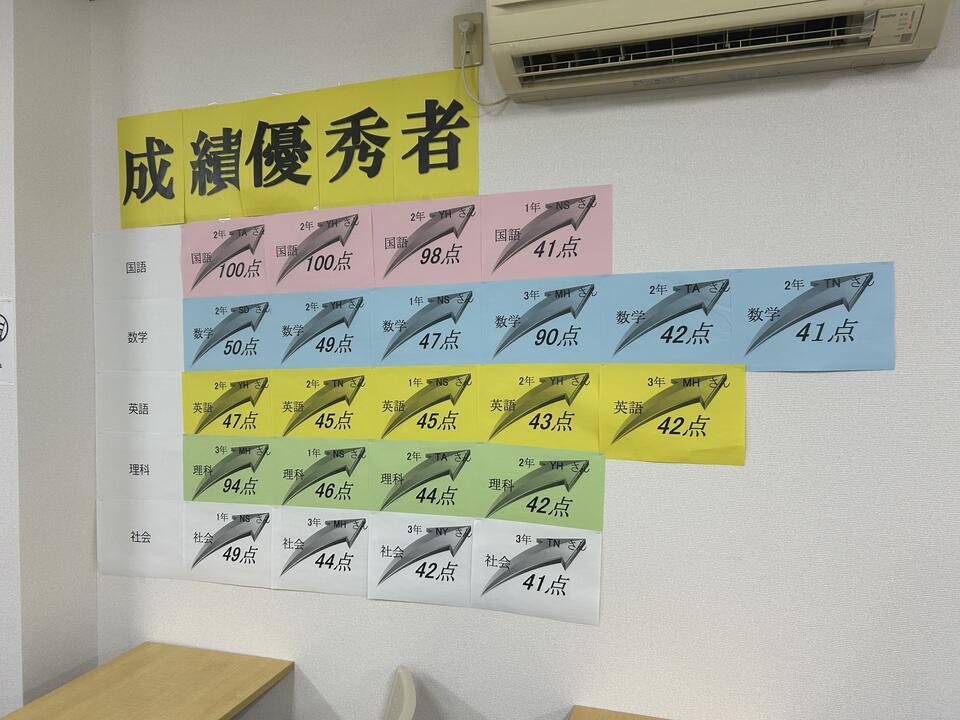 成績優秀者
国語
2年 TA さん
国語
100点
2年 YH さん
国語
100点
2年 YH さん
国語
98点
1年 NS さん
国語
41点
数学
2年 SD さん
数学
50点
2年 YH さん
数学
49点
1年 NS さん
数学
47点
3年 MH さん
数学
90点
2年 TA さん
数学
42点
2年 TN さん
数学
41点
英語
2年 YH さん
英語
47点
2年 TN さん
英語
45点
1年 NS さん
英語
45点
2年 YH さん
英語
43点
3年 MH さん
英語
42点
理科
3年 MH さん
理科
94点
1年 NS さん
理科
46点
2年 TA さん
理科
44点
2年 YH さん
理科
42点
社会
1年 NS さん
社会
49点
3年 MH さん
社会
44点
3年 NY さん
社会
42点
3年 TN さん
社会
41点